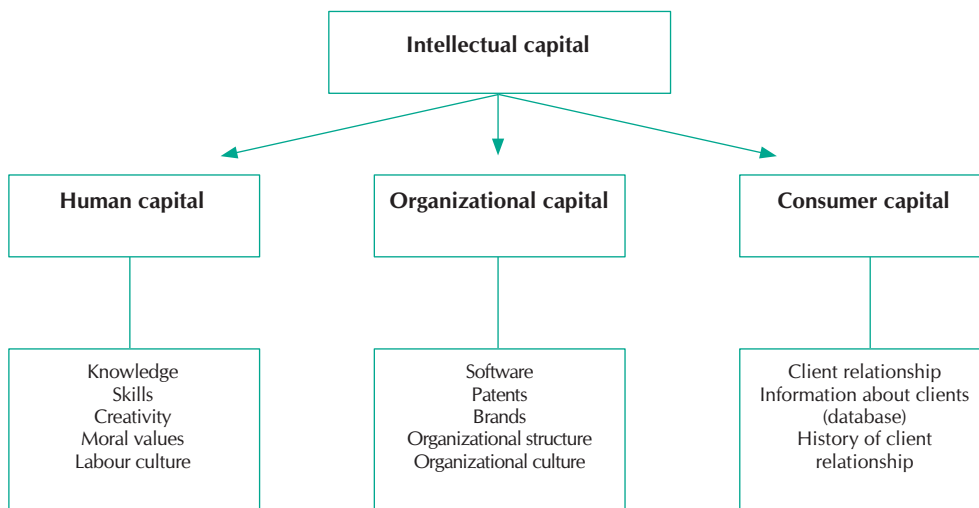 Intellectual capital
Human capital
Organizational capital
Consumer capital
Knowledge
Skills
Creativity
Moral values
Labour culture
Software
Patents
Brands
Organizational structure
Organizational culture
Client relationship
Information about clients
(database)
History of client
relationship